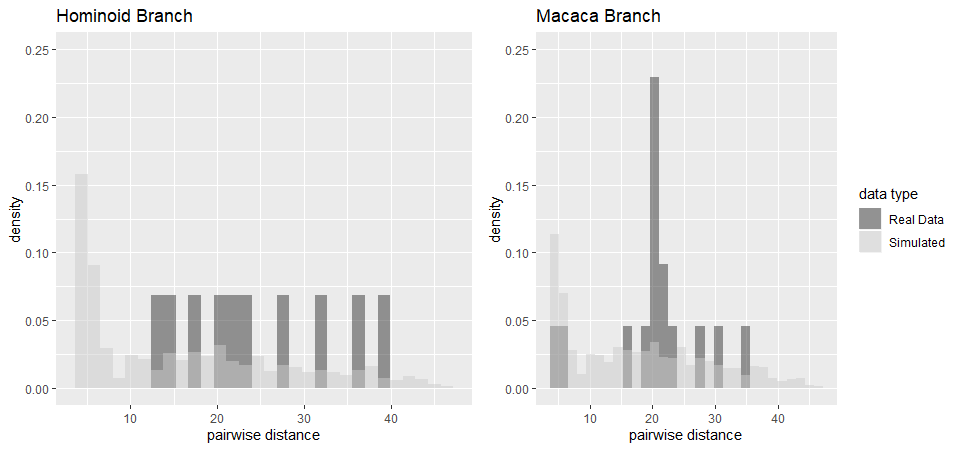 Hominoid Branch
0.25
0.20
0.15
0.10
0.05
0.00
density
10
20
30
40
pairwise distance
Macaca Branch
0.25
0.20
0.15
0.10
0.05
0.00
density
10
20
30
40
pairwise distance
data type
Real Data
Simulated